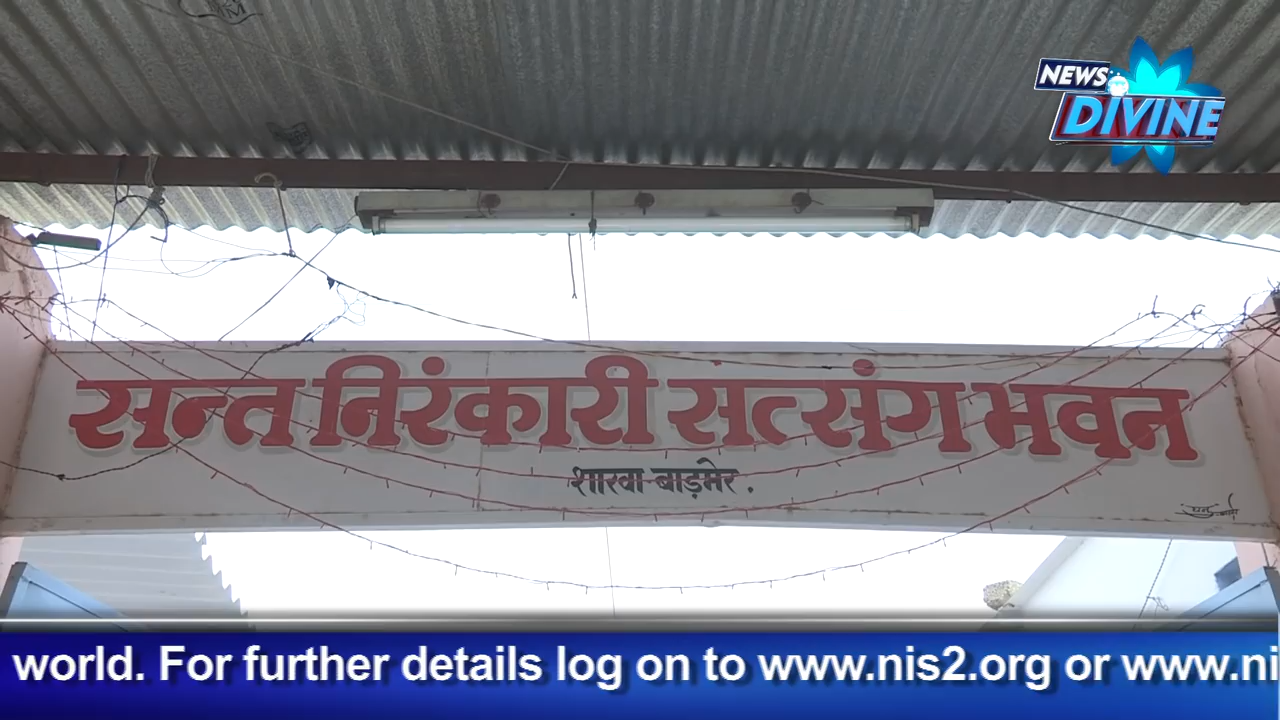 NEWS
DIVINE
सन्त निरंकारी सत्संग भवन
शाखा-बाड़मेर.
world. For further details log on to www.nis2.org or www.ni